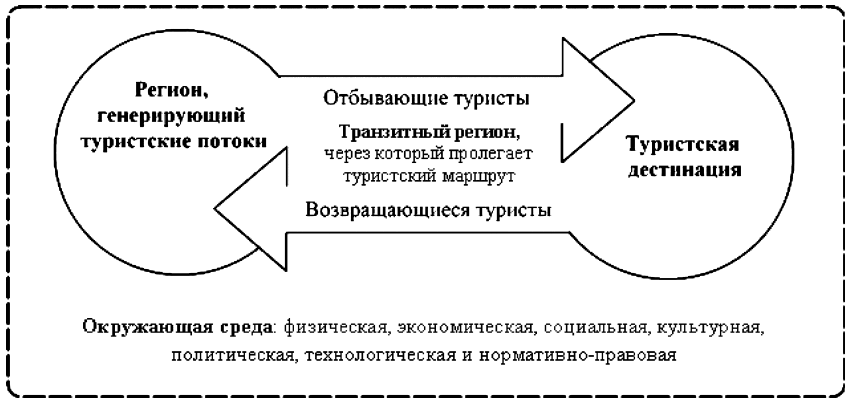 Регион,
генерирующий
туристские потоки
Отбывающие туристы
Транзитный регион,
через который пролегает
туристский маршрут
Возвращающиеся туристы
Туристская
дестинация
Окружающая среда: физическая, экономическая, социальная, культурная,
политическая, технологическая и нормативно-правовая